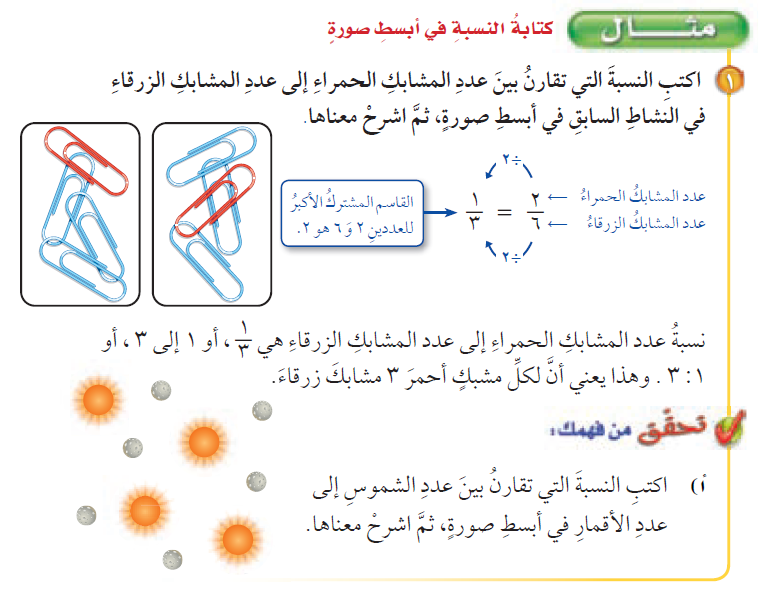 مثـــال كتابةُ النسبةِ في أبسطِ صورةٍ
١ اكتبِ النسبةَ التي تقارنُ بينَ عددِ المشابكِ الحمراءِ إلى عددِ المشابكِ الزرقاءِ
في النشاطِ السابقِ في أبسطِ صورةٍ، ثمَّ اشرحْ معناها.
÷٢
عدد المشابكُ الحمراءُ ← ٢/٦ = ١/٣
عدد المشابكُ الزرقاءُ ←
÷٢
القاسم المشتركُ الأكبرُ
للعددينِ ٢ وَ ٦ هو ٢.
نسبةُ عدد المشابكِ الحمراءِ إلى عدد المشابكِ الزرقاءِ هي ١/٣ ، أو ١ إلى ٣ ، أو
١ : ٣ . وهذا يعني أنَّ لكلِّ مشبكٍ أحمرَ ٣ مشابكَ زرقاءَ.
تحقَّق من فهمك:
أ) اكتبِ النسبةَ التي تقارنُ بينَ عددِ الشموسِ إلى
عددِ الأقمارِ في أبسطِ صورةٍ، ثمَّ اشرحْ معناها.